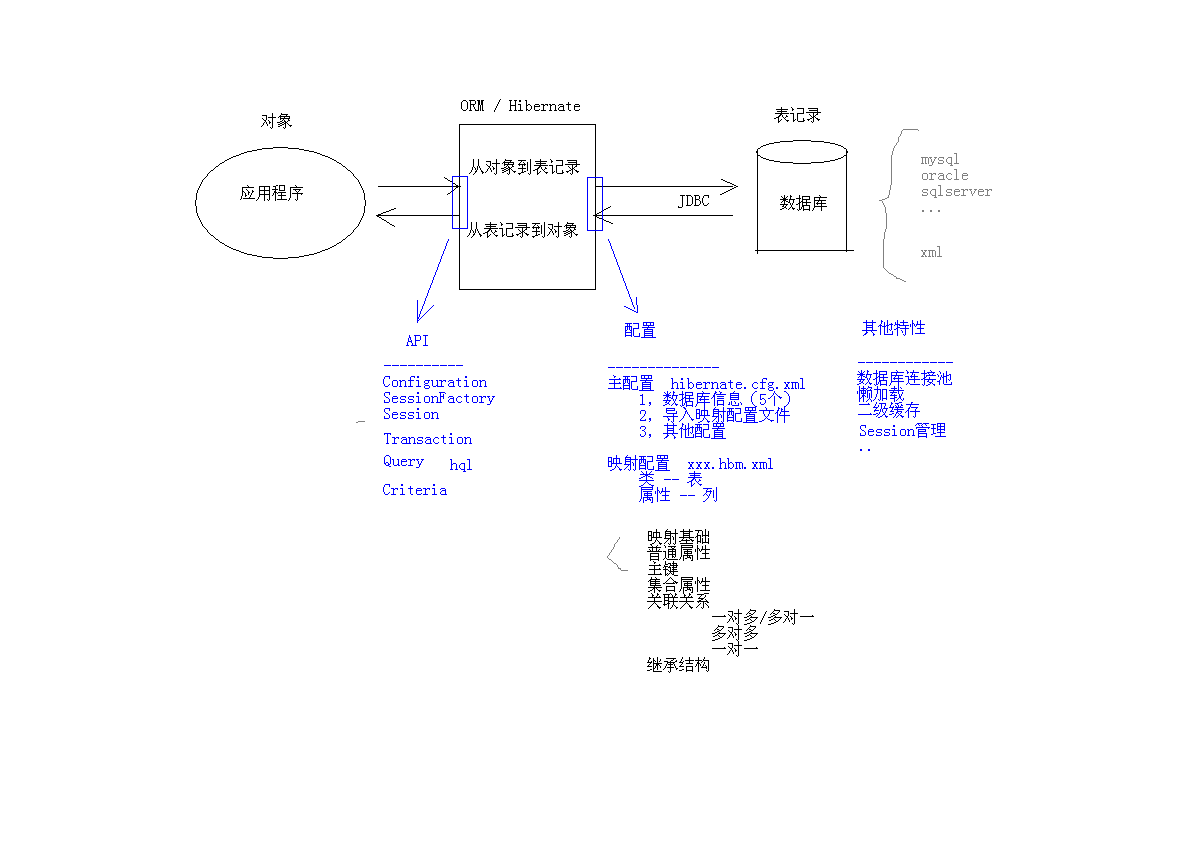 ORM / Hibernate
对象
表记录
应用程序
从对象到表记录
从表记录到对象
JDBC
数据库
mysql
oracle
sqlserver
...
xml
API
----------
Configuration
SessionFactory
Session
Transaction
Query hql
Criteria
配置
--------------
主配置 hibernate.cfg.xml
1, 数据库信息（5个）
2, 导入映射配置文件
3, 其他配置
映射配置 xxx.hbm.xml
类 -- 表
属性 -- 列
映射基础
普通属性
主键
集合属性
关联关系
一对多/多对一
多对多
一对一
继承结构
其他特性
------------
数据库连接池
懒加载
二级缓存
Session管理
..